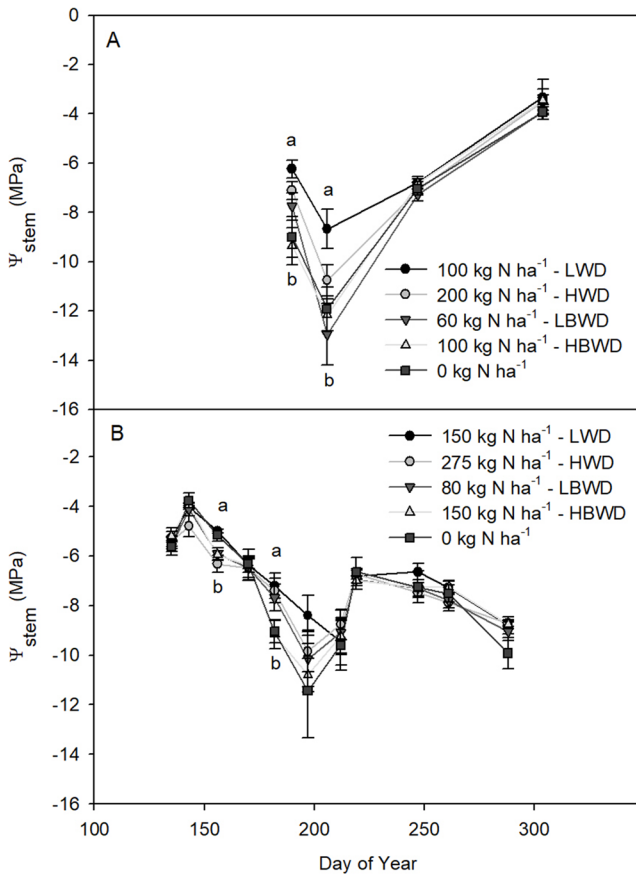 0
A
-2
-4
a
a
-6
-8
-10
b
-12
-14
b
-16
Ψstem (MPa)
100 kg N ha-1 - LWD
200 kg N ha-1 - HWD
60 kg N ha-1 - LBWD
100 kg N ha-1 - HBWD
0 kg N ha-1
B
-2
-4
a
a
-6
b
-8
b
-10
-12
-14
-16
Ψstem (MPa)
150 kg N ha-1 - LWD
275 kg N ha-1 - HWD
80 kg N ha-1 - LBWD
150 kg N ha-1 - HBWD
0 kg N ha-1
100 150 200 250 300
Day of Year